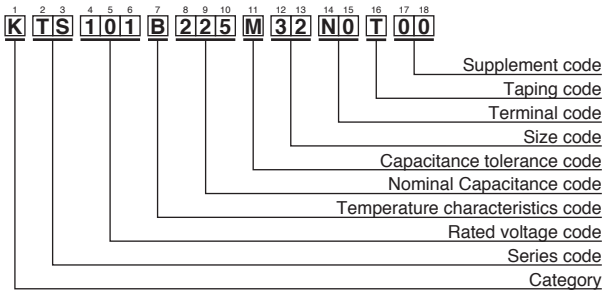 1 2 3 4 5 6 7 8 9 10 11 12 13 14 15 16 17 18
K T S 1 0 1 B 2 2 5 M 3 2 N 0 T 0 0
Supplement code
Taping code
Terminal code
Size code
Capacitance tolerance code
Nominal Capacitance code
Temperature characteristics code
Rated voltage code
Series code
Category